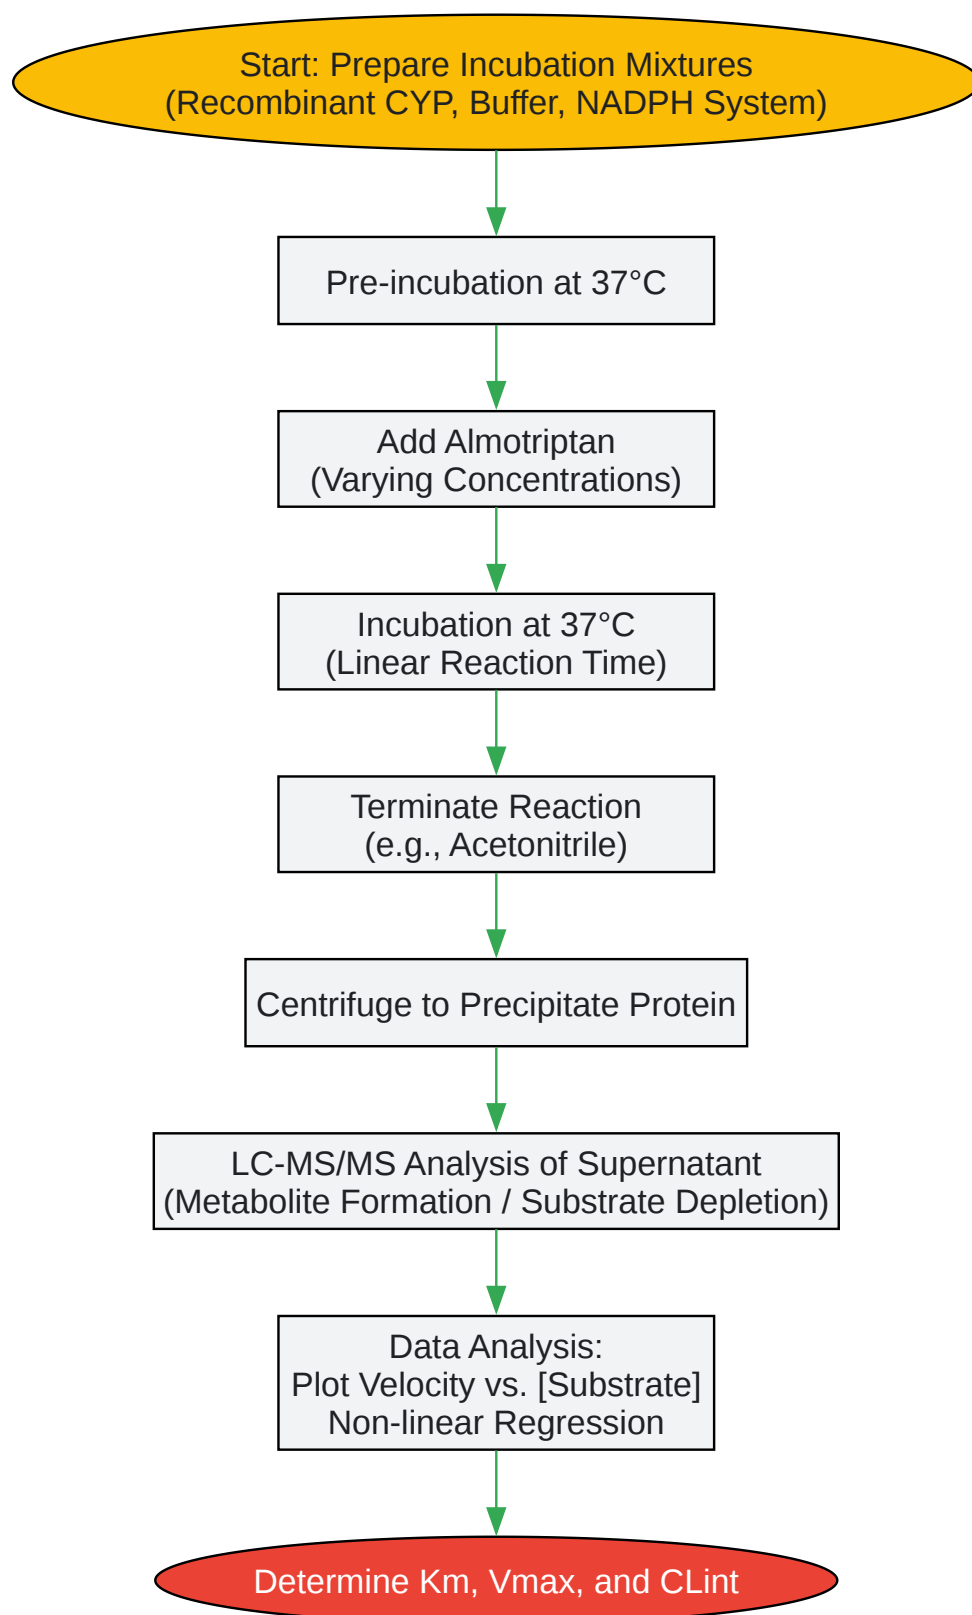 Start: Prepare Incubation Mixtures
(Recombinant CYP, Buffer, NADPH System)
Pre-incubation at 37°C
Add Almotriptan
(Varying Concentrations)
Incubation at 37°C
(Linear Reaction Time)
Terminate Reaction
(e.g., Acetonitrile)
Centrifuge to Precipitate Protein
LC-MS/MS Analysis of Supernatant
(Metabolite Formation / Substrate Depletion)
Data Analysis:
Plot Velocity vs. [Substrate]
Non-linear Regression
Determine Km, Vmax, and CLint